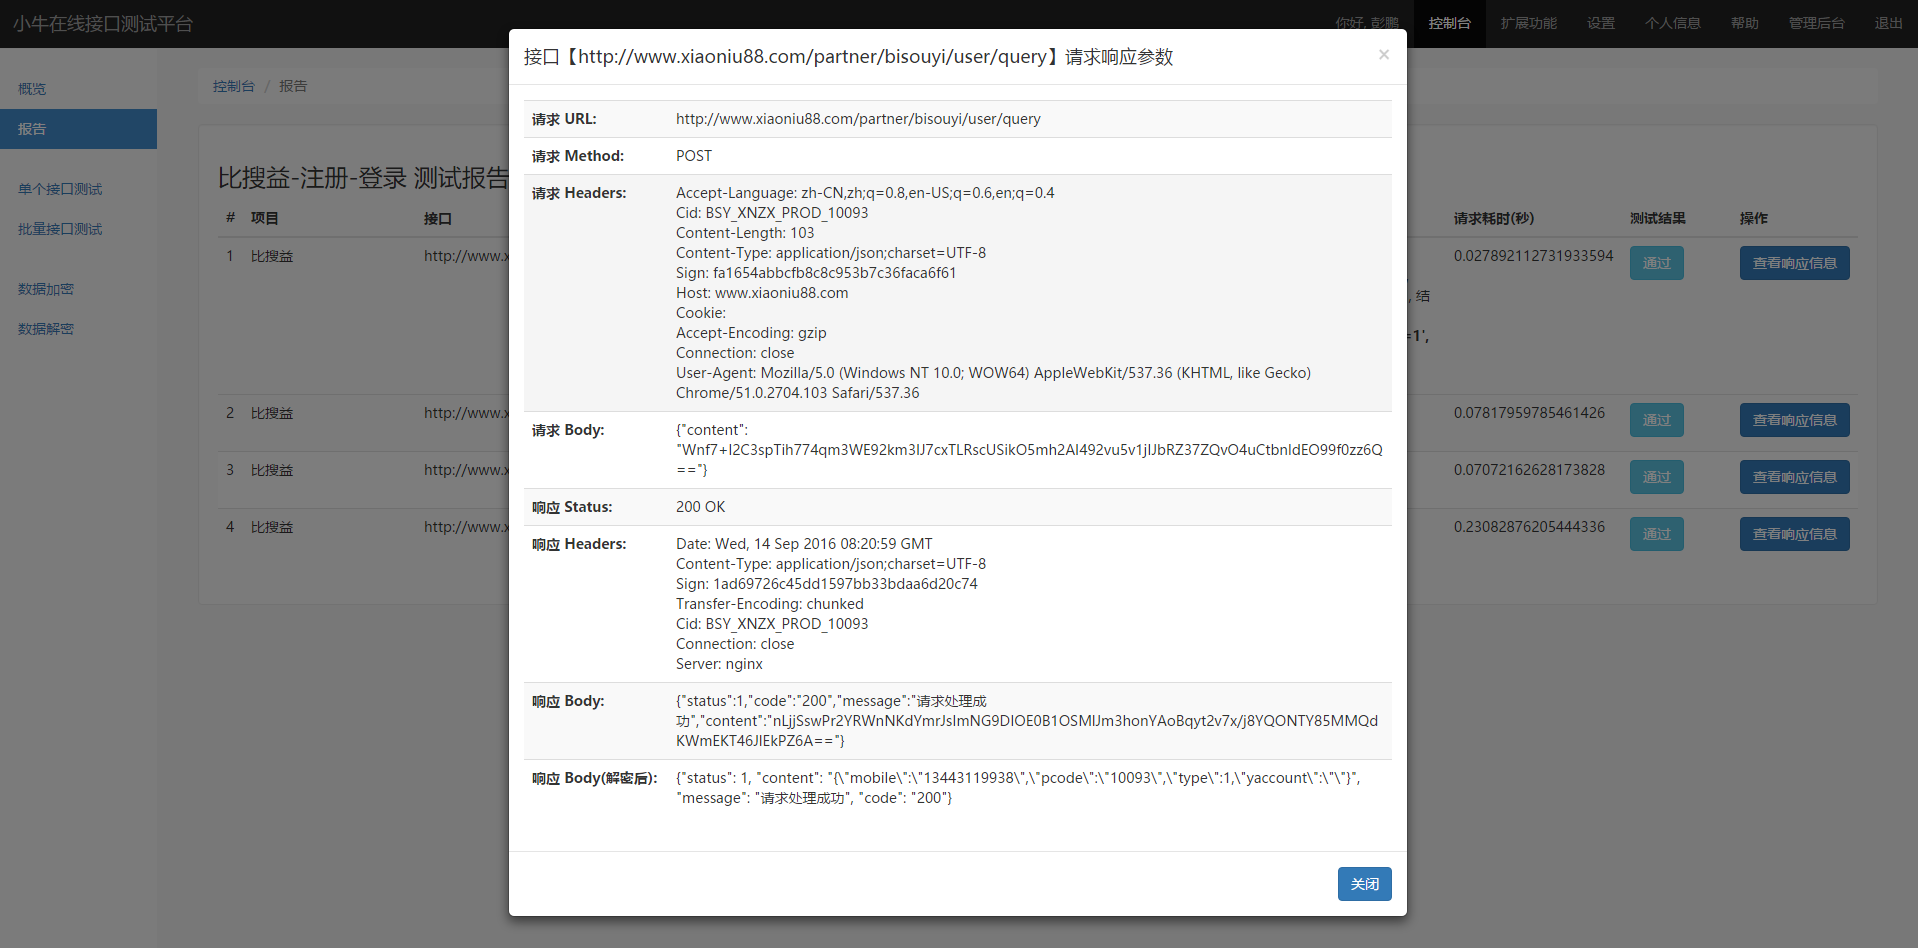 小牛在线接口测试平台
你好, 彭鹏 控制台 扩展功能 设置 个人信息 帮助 管理后台 退出
概览
报告
单个接口测试
批量接口测试
数据加密
数据解密
控制台 / 报告
比搜益-注册-登录 测试报告
# 项目 接口 请求耗时(秒) 测试结果 操作
1 比搜益 http://www.x 0.027892112731933594 通过 查看响应信息
, 结
=1',
2 比搜益 http://www.x 0.07817959785461426 通过 查看响应信息
3 比搜益 http://www.x 0.07072162628173828 通过 查看响应信息
4 比搜益 http://www.x 0.23082876205444336 通过 查看响应信息
接口【http://www.xiaoniu88.com/partner/bisouyi/user/query】请求响应参数 ×
请求 URL: http://www.xiaoniu88.com/partner/bisouyi/user/query
请求 Method: POST
请求 Headers: Accept-Language: zh-CN,zh;q=0.8,en-US;q=0.6,en;q=0.4
Cid: BSY_XNZX_PROD_10093
Content-Length: 103
Content-Type: application/json;charset=UTF-8
Sign: fa1654abbcfb8c8c953b7c36faca6f61
Host: www.xiaoniu88.com
Cookie:
Accept-Encoding: gzip
Connection: close
User-Agent: Mozilla/5.0 (Windows NT 10.0; WOW64) AppleWebKit/537.36 (KHTML, like Gecko)
Chrome/51.0.2704.103 Safari/537.36
请求 Body: {"content":
"Wnf7+I2C3spTih774qm3WE92km3IJ7cxTLRscUSikO5mh2AI492vu5v1jIJbRZ37ZQvO4uCtbnIdEO99f0zz6Q
=="}
响应 Status: 200 OK
响应 Headers: Date: Wed, 14 Sep 2016 08:20:59 GMT
Content-Type: application/json;charset=UTF-8
Sign: 1ad69726c45dd1597bb33bdaa6d20c74
Transfer-Encoding: chunked
Cid: BSY_XNZX_PROD_10093
Connection: close
Server: nginx
响应 Body: {"status":1,"code":"200","message":"请求处理成
功","content":"nLjjSswPr2YRWnNKdYmrJsImNG9DIOE0B1OSMIJm3honYAoBqyt2v7x/j8YQONTY85MMQd
KWmEKT46JIEkPZ6A=="}
响应 Body(解密后): {"status": 1, "content": "{\"mobile\":\"13443119938\",\"pcode\":\"10093\",\"type\":1,\"yaccount\":\"\"}",
"message": "请求处理成功", "code": "200"}
关闭